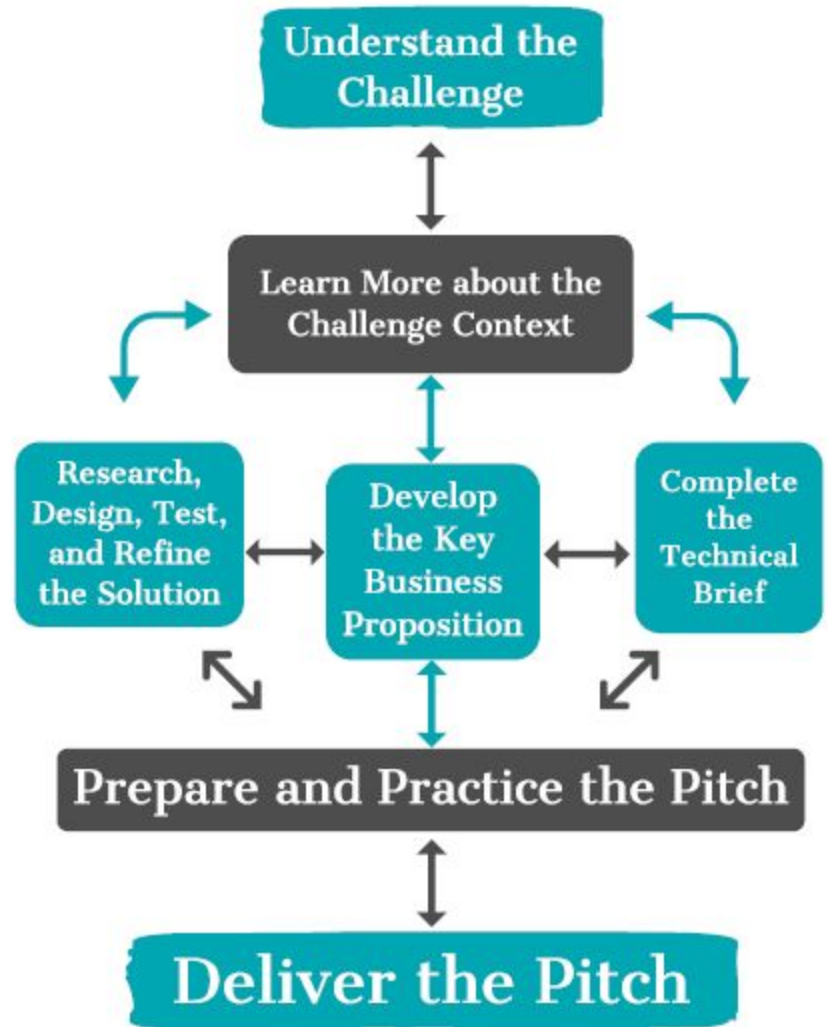 Understand the
Challenge
Learn More about the
Challenge Context
Research,
Design, Test,
and Refine
the Solution
Develop
the Key
Business
Proposition
Complete
the
Technical
Brief
Prepare and Practice the Pitch
Deliver the Pitch